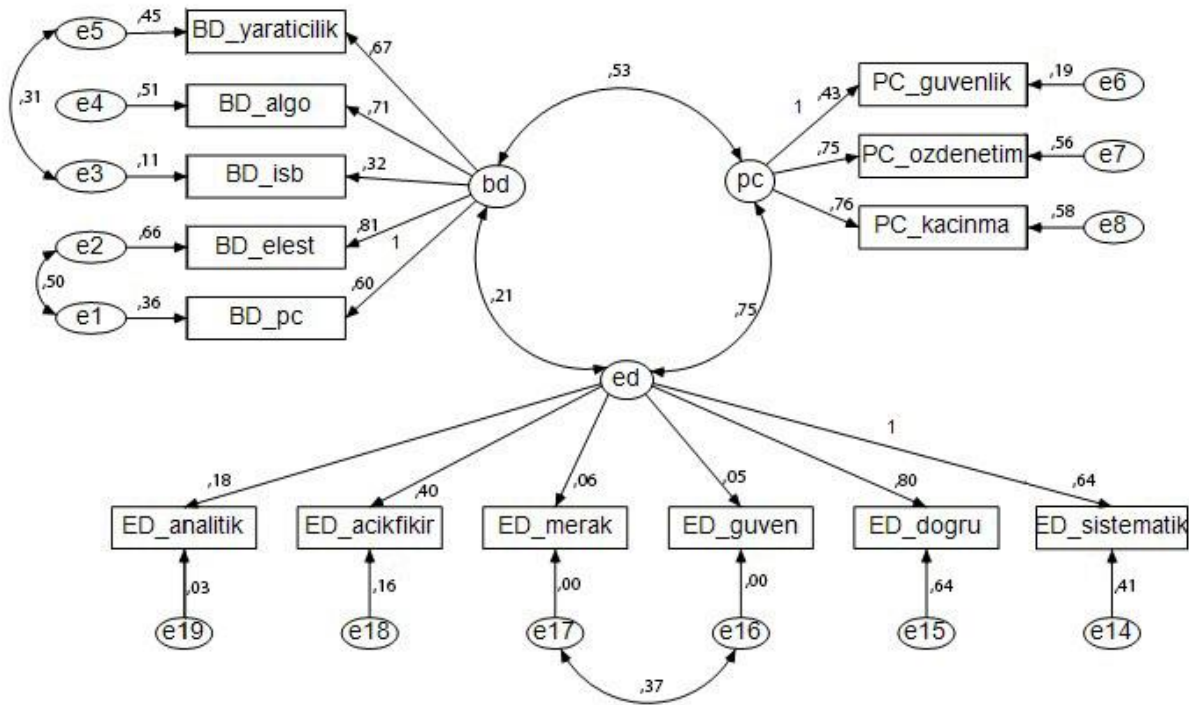 e5 ,45 BD_yaraticilik ,67
,31
e4 ,51 BD_algo ,71
e3 ,11 BD_isb ,32
e2 ,66 BD_elest ,81
,50
e1 ,36 BD_pc ,60 1
bd
,53
pc
1 ,43 PC_guvenlik ,19 e6
,75 PC_ozdenetim ,56 e7
,76 PC_kacinma ,58 e8
,21
,75
ed
1
,18 ,40 ,06 ,05 ,80 ,64
ED_analitik ED_acikfikir ED_merak ED_guven ED_dogru ED_sistematik
,03 ,16 ,00 ,00 ,64 ,41
e19 e18 e17 e16 e15 e14
,37